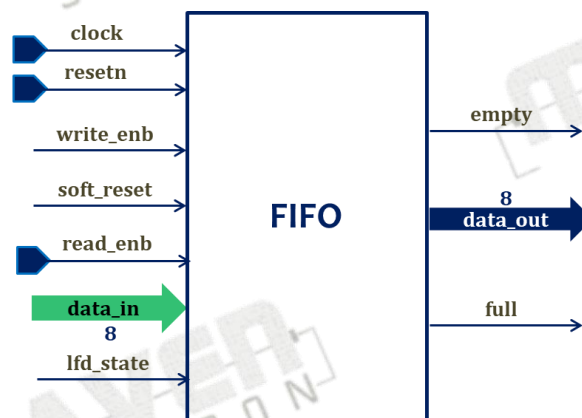 clock
resetn
write_enb
soft_reset
read_enb
data_in
8
lfd_state
FIFO
empty
8
data_out
full